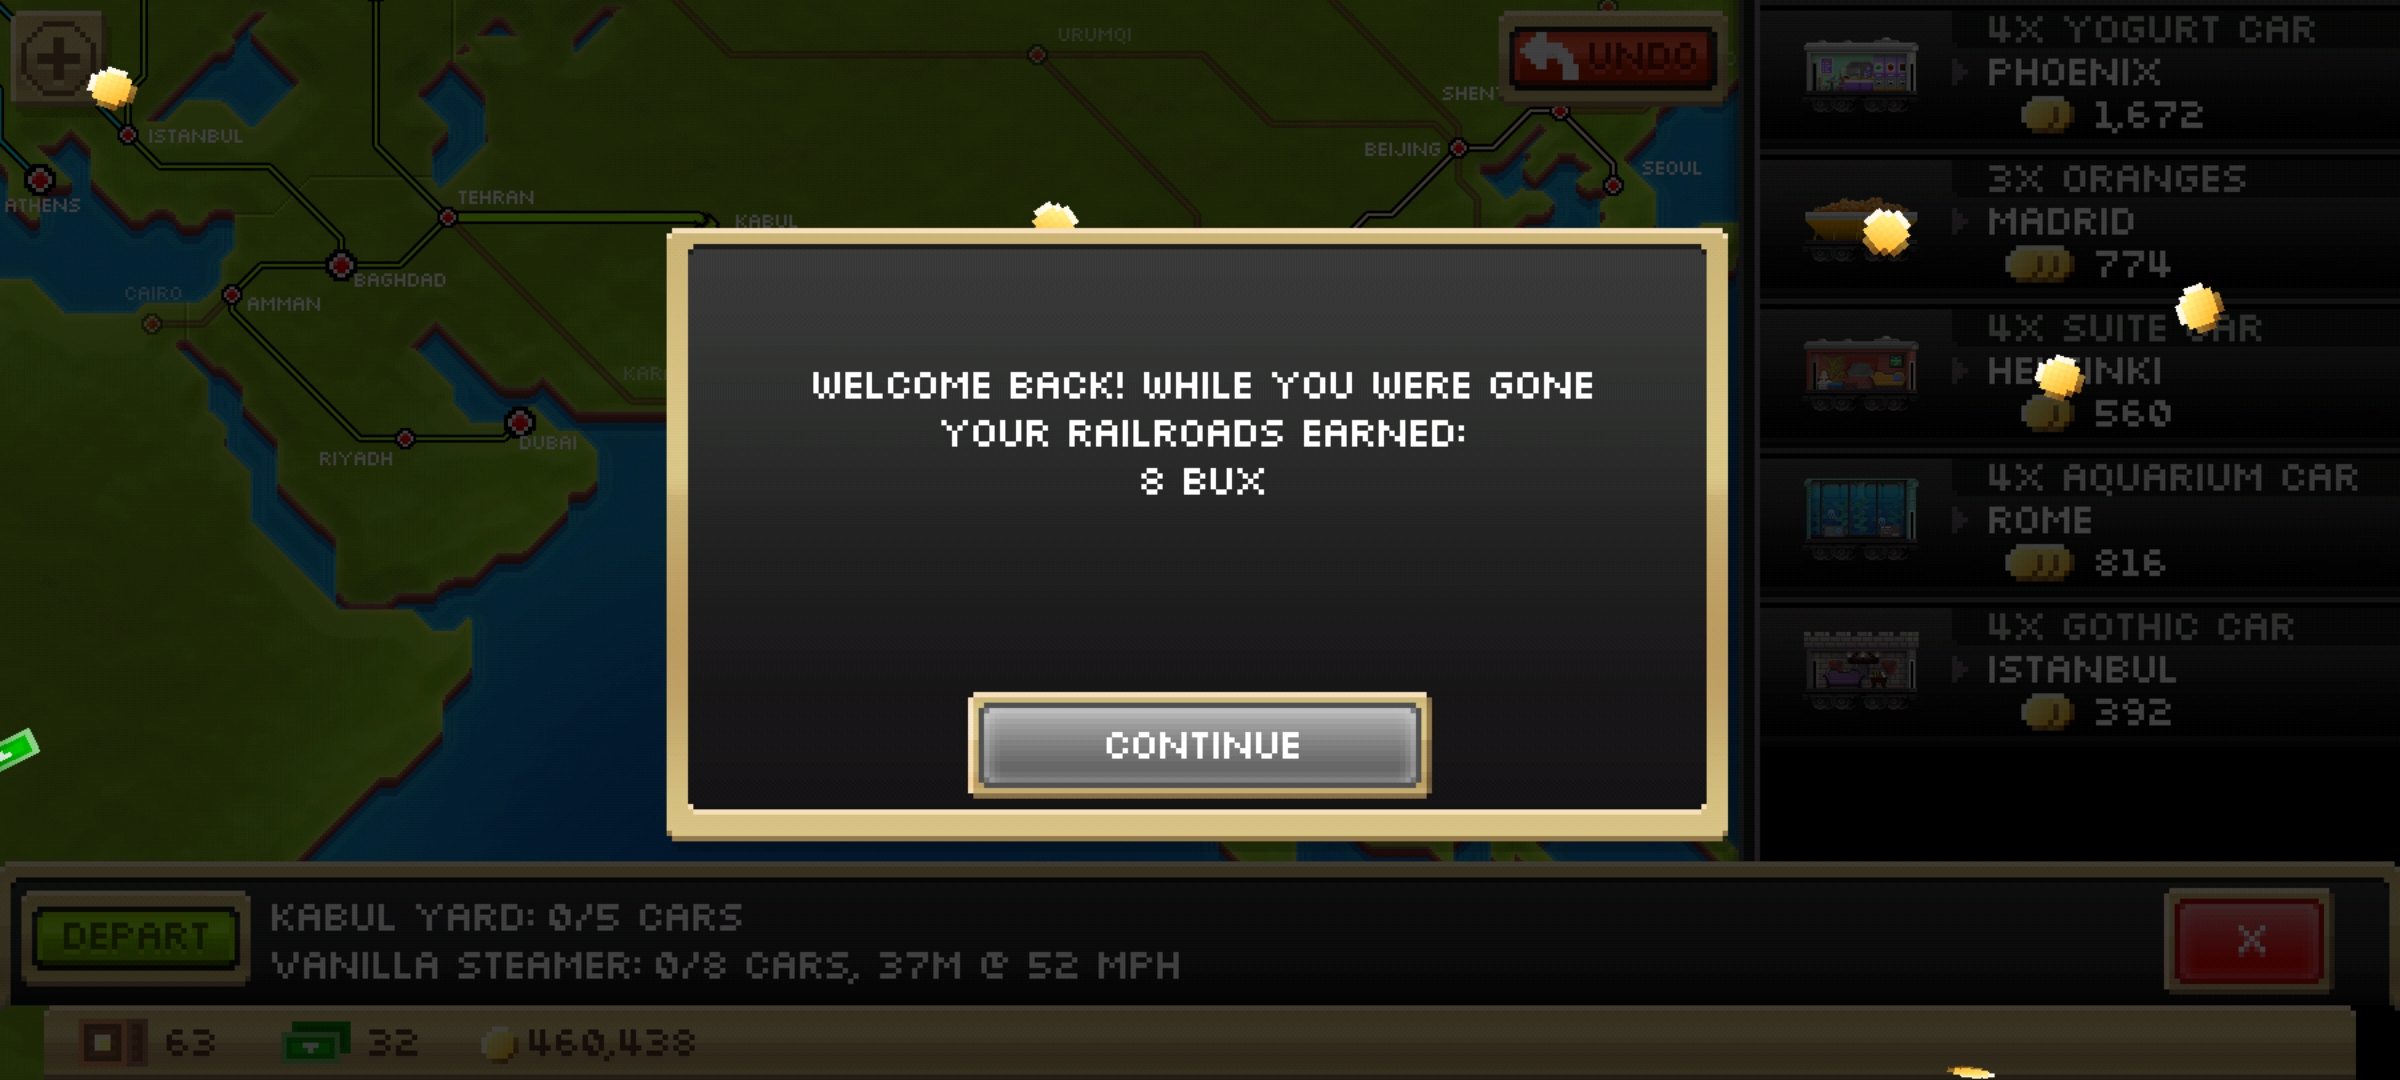 URUMQI
UNDO
SHEN
ISTANBUL
BEIJING
SEOUL
ATHENS
TEHRAN
KABUL
BAGHDAD
CAIRO
AMMAN
RIYADH
DUBAI
4X YOGURT CAR
PHOENIX
1,672
3X ORANGES
MADRID
774
4X SUITE CAR
HELSINKI
560
4X AQUARIUM CAR
ROME
816
4X GOTHIC CAR
ISTANBUL
392
WELCOME BACK! WHILE YOU WERE GONE
YOUR RAILROADS EARNED:
8 BUX
CONTINUE
DEPART
KABUL YARD: 0/5 CARS
VANILLA STEAMER: 0/8 CARS, 37M @ 52 MPH
X
63
32
460,438